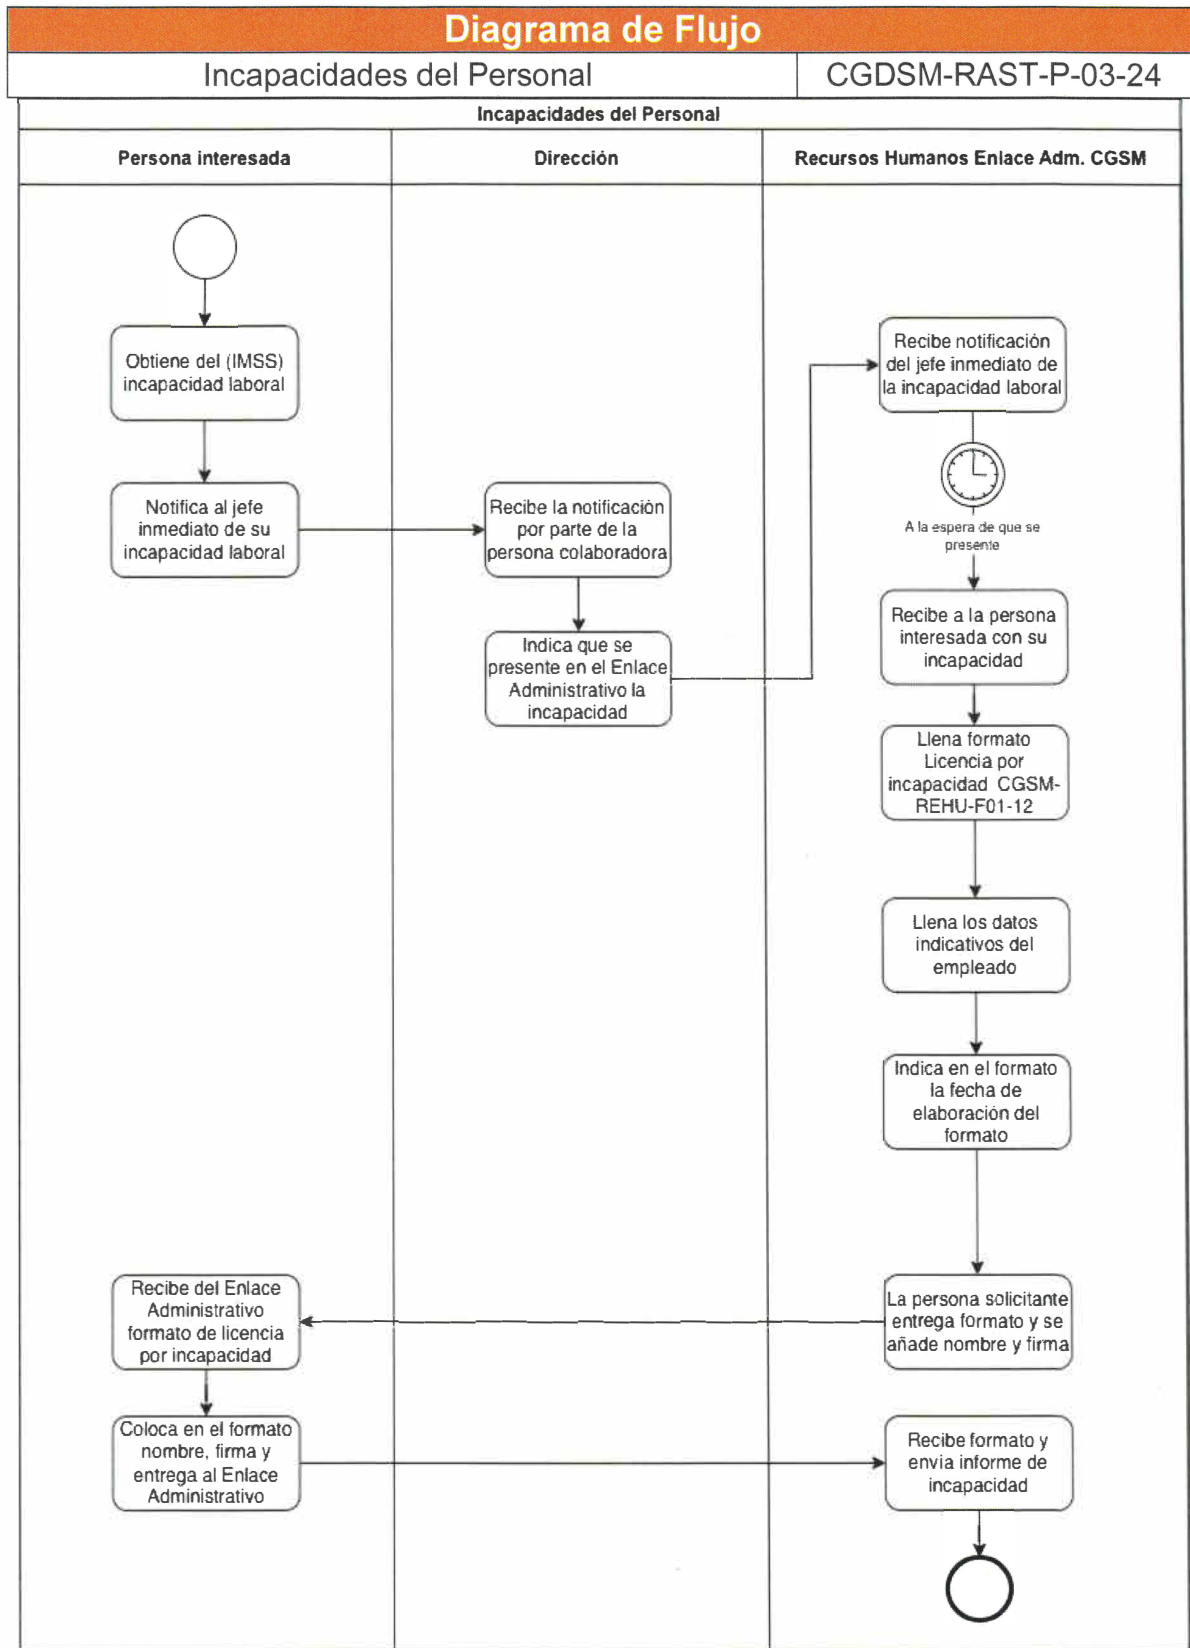 Diagrama de Flujo
Incapacidades del Personal
CGDSM-RAST-P-03-24
Incapacidades del Personal
Persona interesada
Dirección
Recursos Humanos Enlace Adm. CGSM
Obtiene del (IMSS)
incapacidad laboral
Notifica al jefe
inmediato de su
incapacidad laboral
Recibe la notificación
por parte de la
persona colaboradora
Indica que se
presente en el Enlace
Administrativo la
incapacidad
Recibe notificación
del jefe inmediato de
la incapacidad laboral
A la espera de que se
presente
Recibe a la persona
interesada con su
incapacidad
Llena formato
Licencia por
incapacidad CGSM-
REHU-F01-12
Llena los datos
indicativos del
empleado
Indica en el formato
la fecha de
elaboración del
formato
La persona solicitante
entrega formato y se
añade nombre y firma
Recibe del Enlace
Administrativo
formato de licencia
por incapacidad
Coloca en el formato
nombre, firma y
entrega al Enlace
Administrativo
Recibe formato y
envia informe de
incapacidad